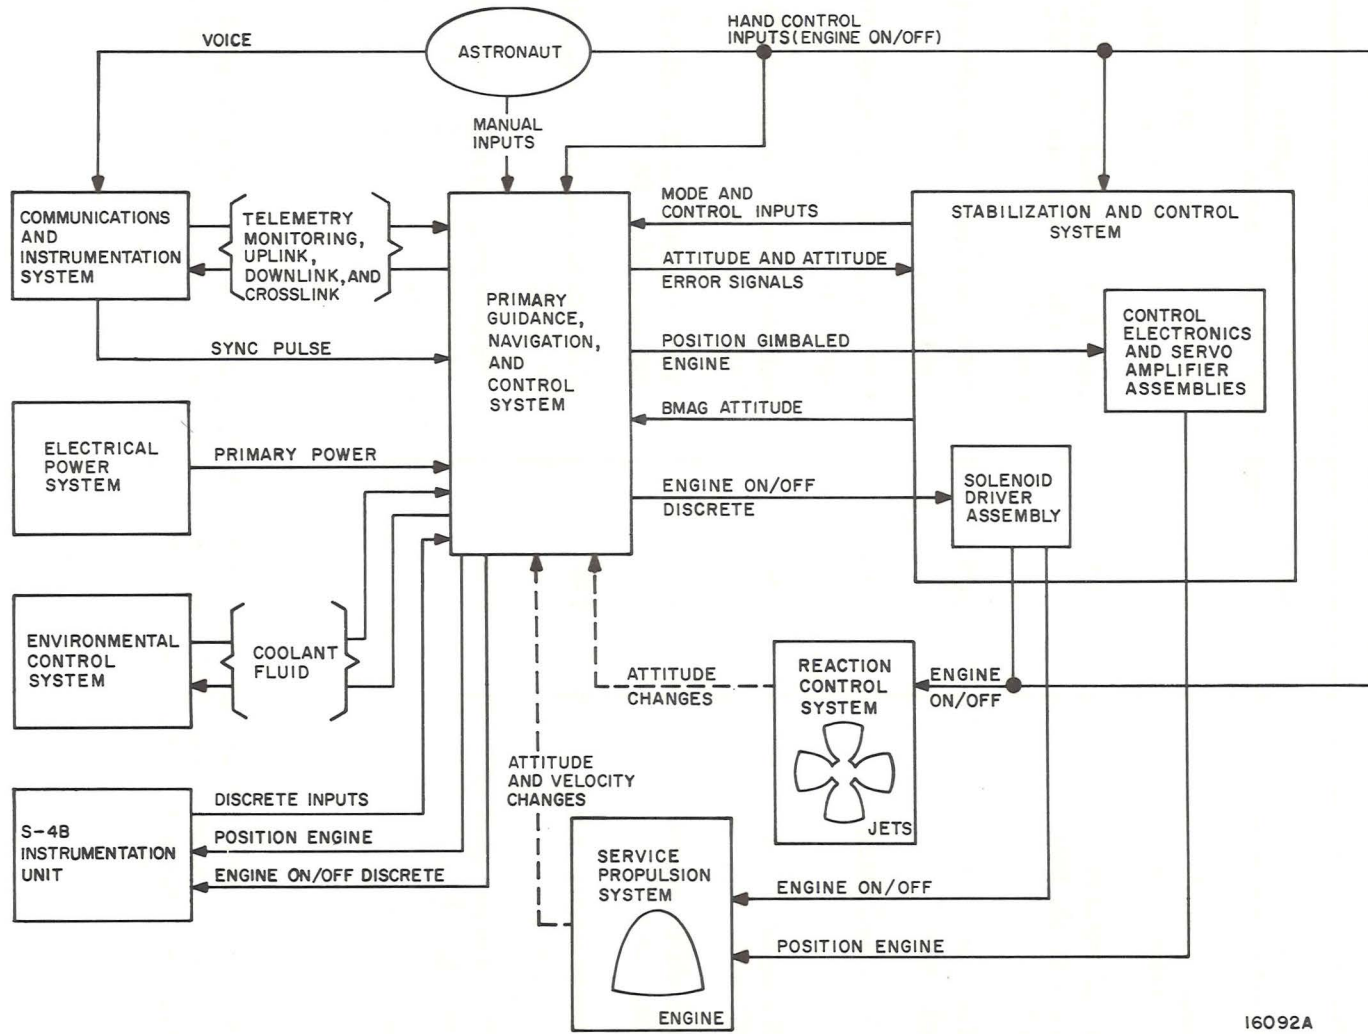 VOICE
ASTRONAUT
HAND CONTROL
INPUTS (ENGINE ON/OFF)
MANUAL
INPUTS
COMMUNICATIONS
AND
INSTRUMENTATION
SYSTEM
TELEMETRY
MONITORING,
UPLINK,
DOWNLINK, AND
CROSSLINK
SYNC PULSE
PRIMARY
GUIDANCE,
NAVIGATION,
AND
CONTROL
SYSTEM
MODE AND
CONTROL INPUTS
ATTITUDE AND ATTITUDE
ERROR SIGNALS
POSITION GIMBALED
ENGINE
BMAG ATTITUDE
ENGINE ON/OFF
DISCRETE
STABILIZATION AND CONTROL
SYSTEM
CONTROL
ELECTRONICS
AND SERVO
AMPLIFIER
ASSEMBLIES
SOLENOID
DRIVER
ASSEMBLY
ELECTRICAL
POWER
SYSTEM
PRIMARY POWER
ENVIRONMENTAL
CONTROL
SYSTEM
COOLANT
FLUID
S-4B
INSTRUMENTATION
UNIT
DISCRETE INPUTS
POSITION ENGINE
ENGINE ON/OFF DISCRETE
ATTITUDE
CHANGES
ATTITUDE
AND VELOCITY
CHANGES
REACTION
CONTROL
SYSTEM
JETS
ENGINE
ON/OFF
SERVICE
PROPULSION
SYSTEM
ENGINE
ENGINE ON/OFF
POSITION ENGINE
16092A